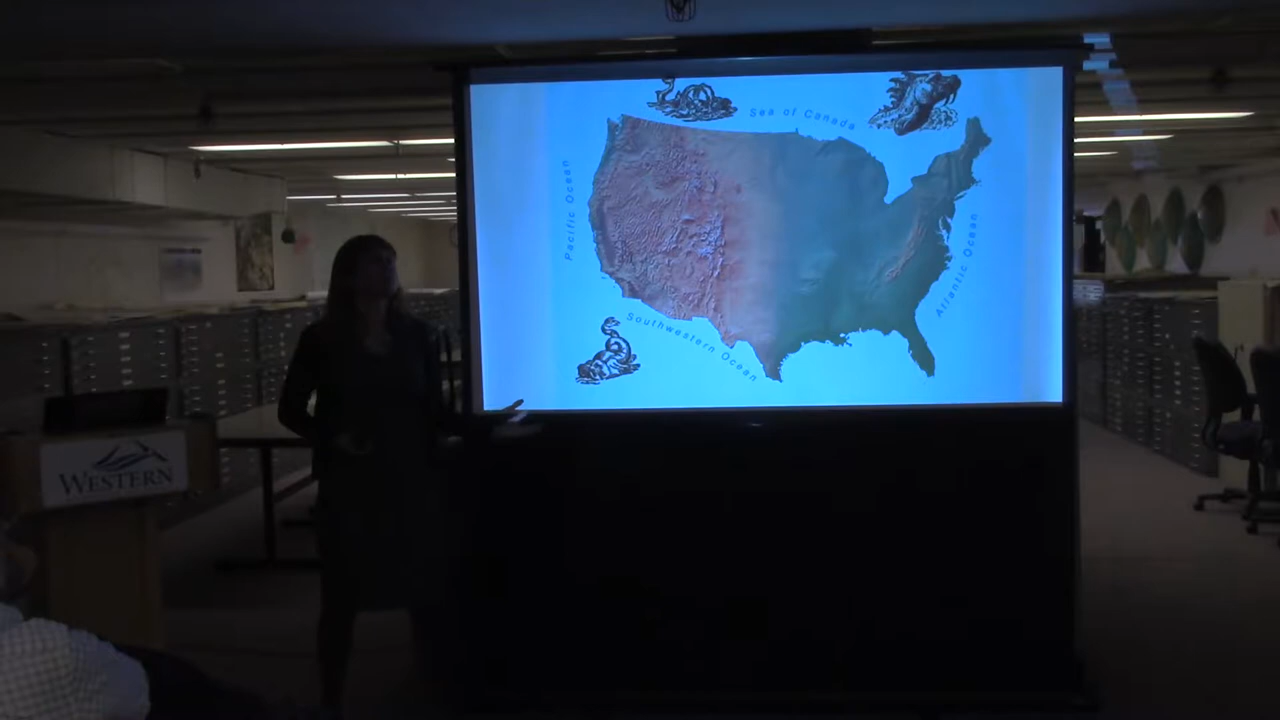 Sea of Canada
Pacific Ocean
Atlantic Ocean
Southwestern Ocean
WESTERN